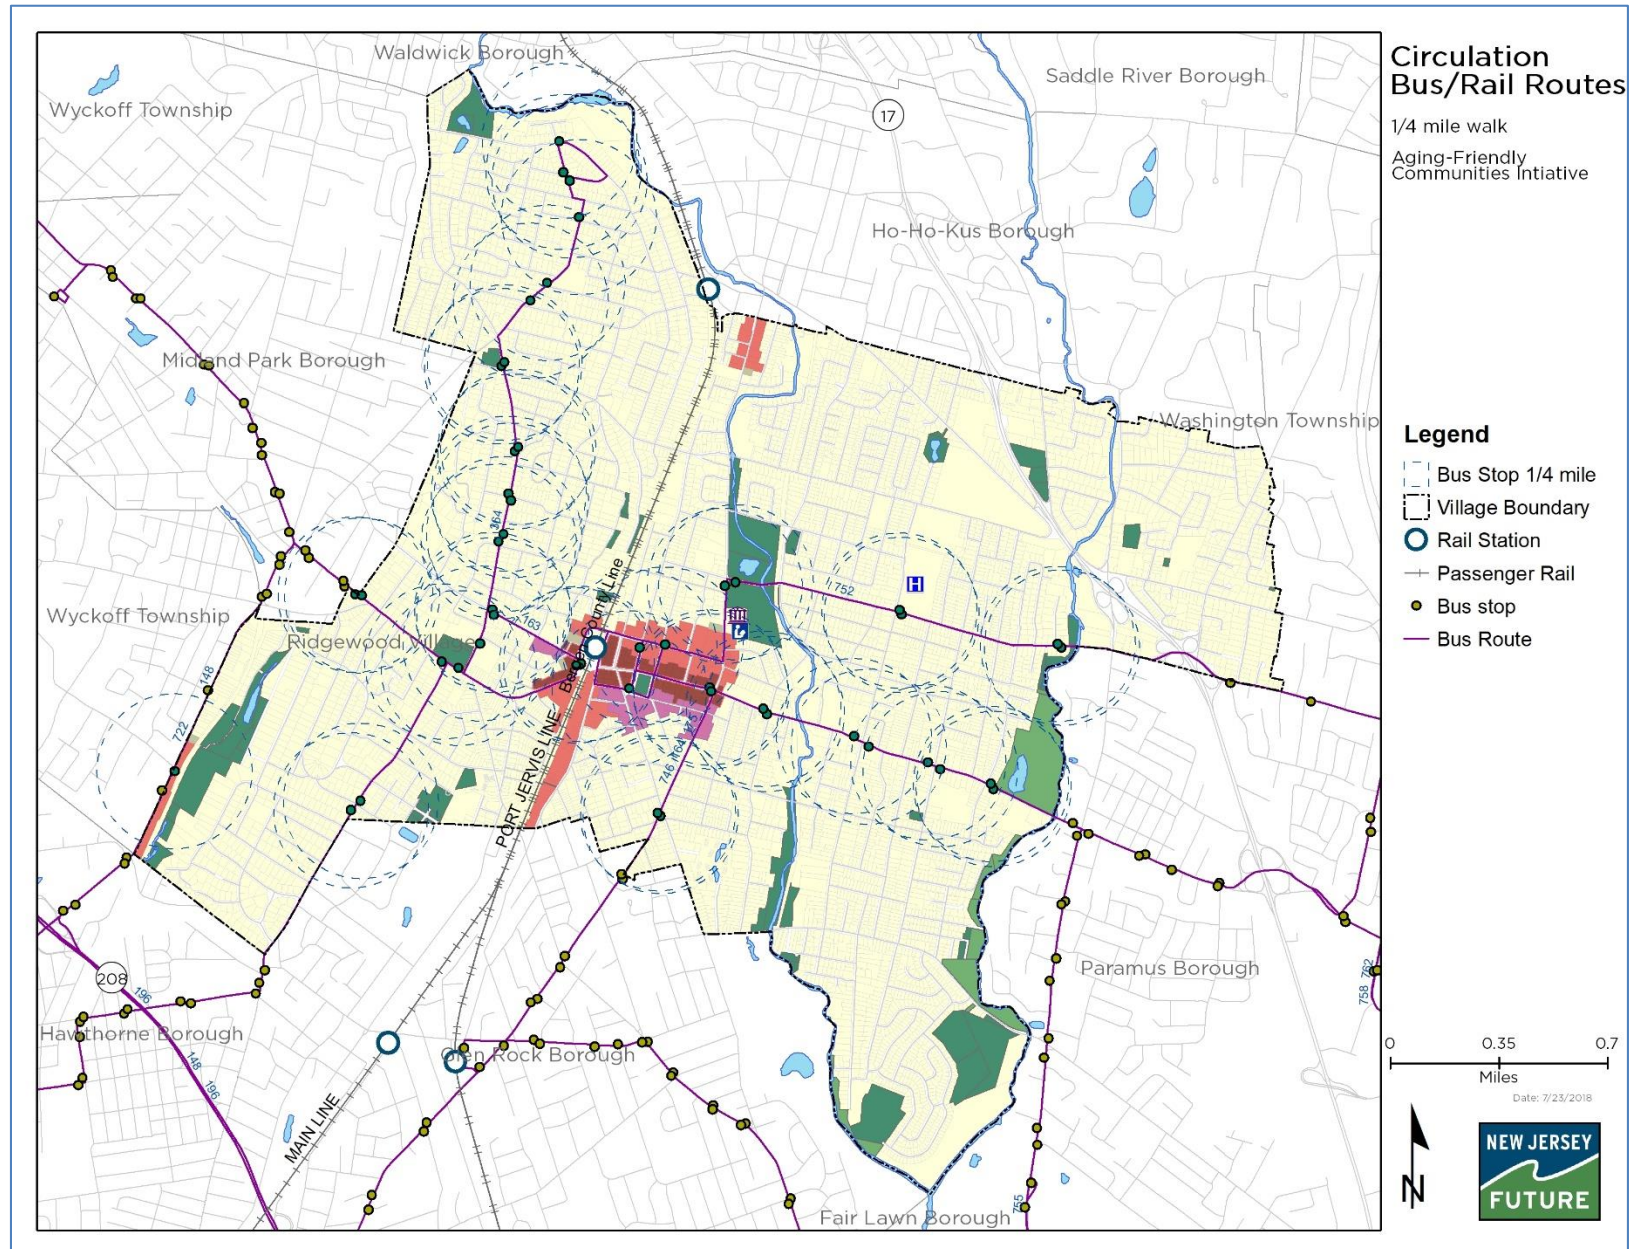 Circulation
Bus/Rail Routes
1/4 mile walk
Aging-Friendly
Communities Intiative
Waldwick Borough
Saddle River Borough
Wyckoff Township
17
Ho-Ho-Kus Borough
Midland Park Borough
Washington Township
Legend
Bus Stop 1/4 mile
Village Boundary
Rail Station
Passenger Rail
Bus stop
Bus Route
364
752
H
163
Wyckoff Township
Ridgewood Village
Bergen County Line
148
722
PORT JERVIS LINE
746
164
175
208
196
Hawthorne Borough
148
196
Glen Rock Borough
MAIN LINE
Paramus Borough
762
758
755
Fair Lawn Borough
0 0.35 0.7
Miles
Date: 7/23/2018
N
NEW JERSEY
FUTURE